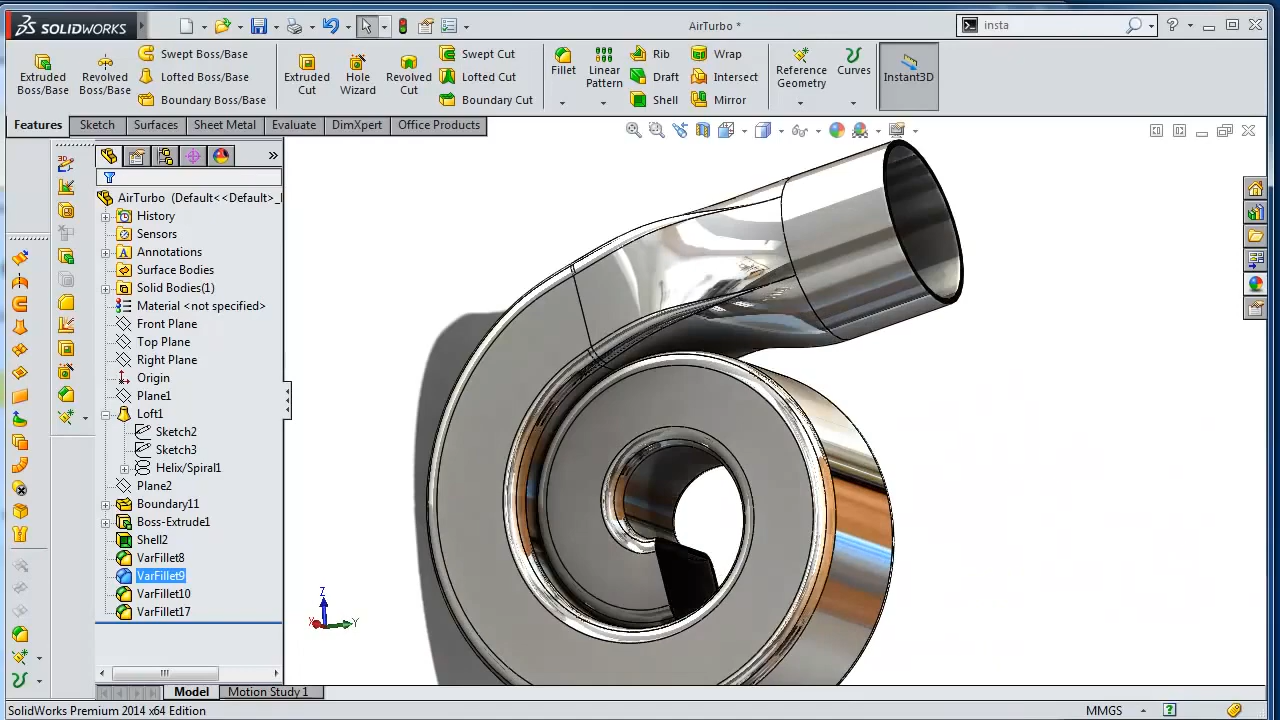 SOLIDWORKS
AirTurbo *
insta
Extruded Boss/Base
Revolved Boss/Base
Swept Boss/Base
Lofted Boss/Base
Boundary Boss/Base
Extruded Cut
Hole Wizard
Revolved Cut
Swept Cut
Lofted Cut
Boundary Cut
Fillet
Linear Pattern
Rib
Draft
Shell
Wrap
Intersect
Mirror
Reference Geometry
Curves
Instant3D
Features Sketch Surfaces Sheet Metal Evaluate DimXpert Office Products
AirTurbo (Default<<Default>_
History
Sensors
Annotations
Surface Bodies
Solid Bodies(1)
Material <not specified>
Front Plane
Top Plane
Right Plane
Origin
Plane1
Loft1
Sketch2
Sketch3
Helix/Spiral1
Plane2
Boundary11
Boss-Extrude1
Shell2
VarFillet8
VarFillet9
VarFillet10
VarFillet17
Z
X
Y
Model Motion Study 1
SolidWorks Premium 2014 x64 Edition
MMGS